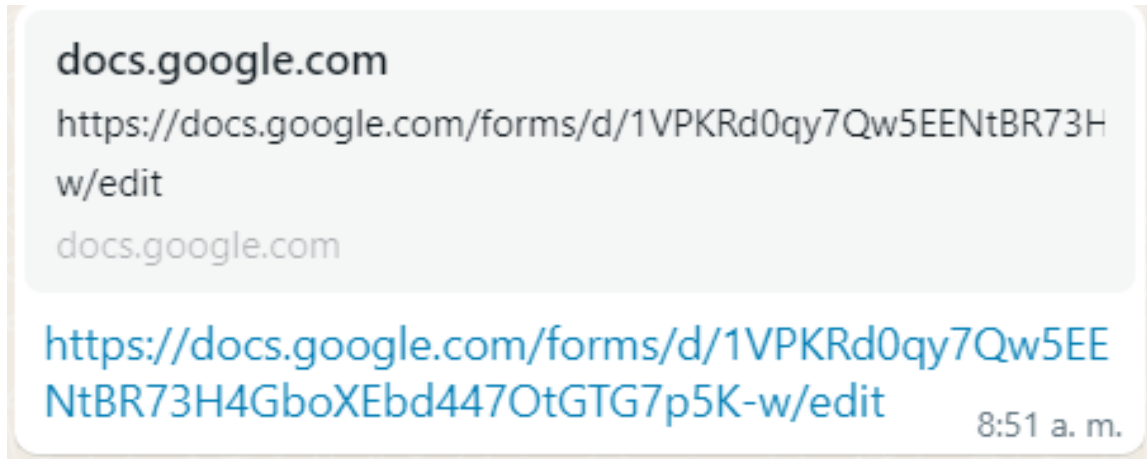 docs.google.com
https://docs.google.com/forms/d/1VPKRd0qy7Qw5EENtBR73H
w/edit
docs.google.com
https://docs.google.com/forms/d/1VPKRd0qy7Qw5EE
NtBR73H4GboXEbd447OtGTG7p5K-w/edit
8:51 a. m.